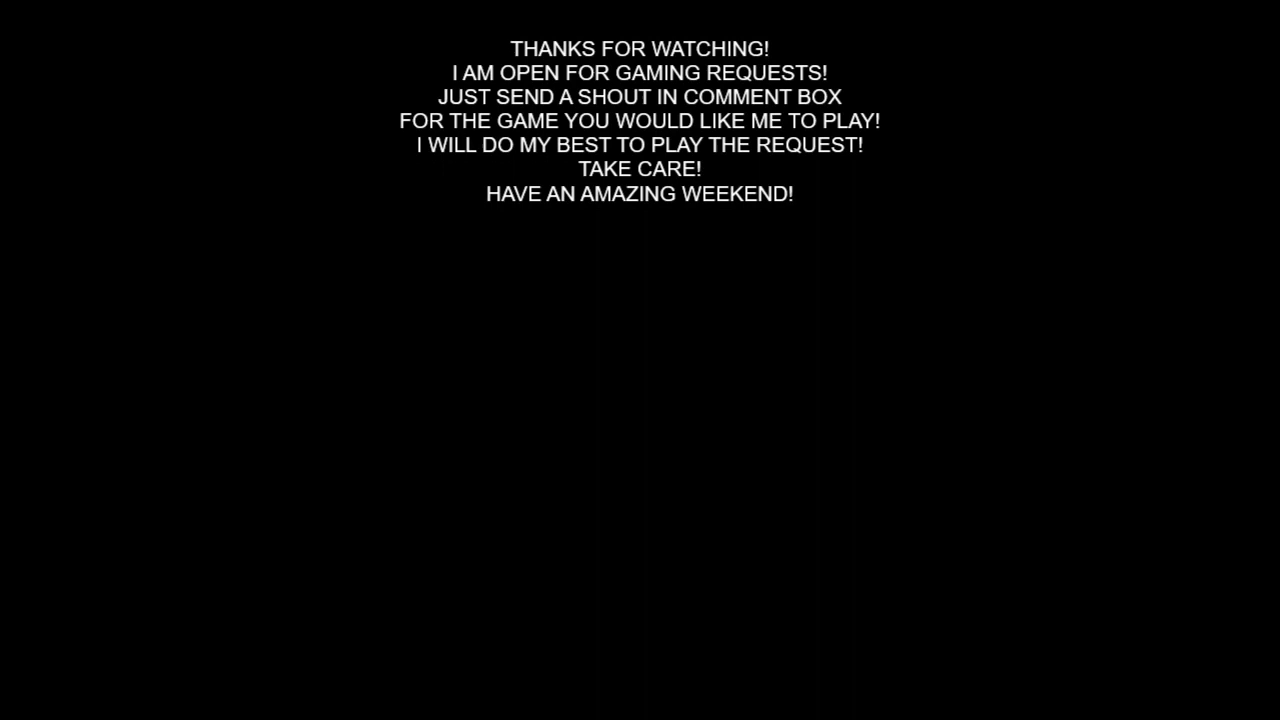 THANKS FOR WATCHING!
I AM OPEN FOR GAMING REQUESTS!
JUST SEND A SHOUT IN COMMENT BOX
FOR THE GAME YOU WOULD LIKE ME TO PLAY!
I WILL DO MY BEST TO PLAY THE REQUEST!
TAKE CARE!
HAVE AN AMAZING WEEKEND!